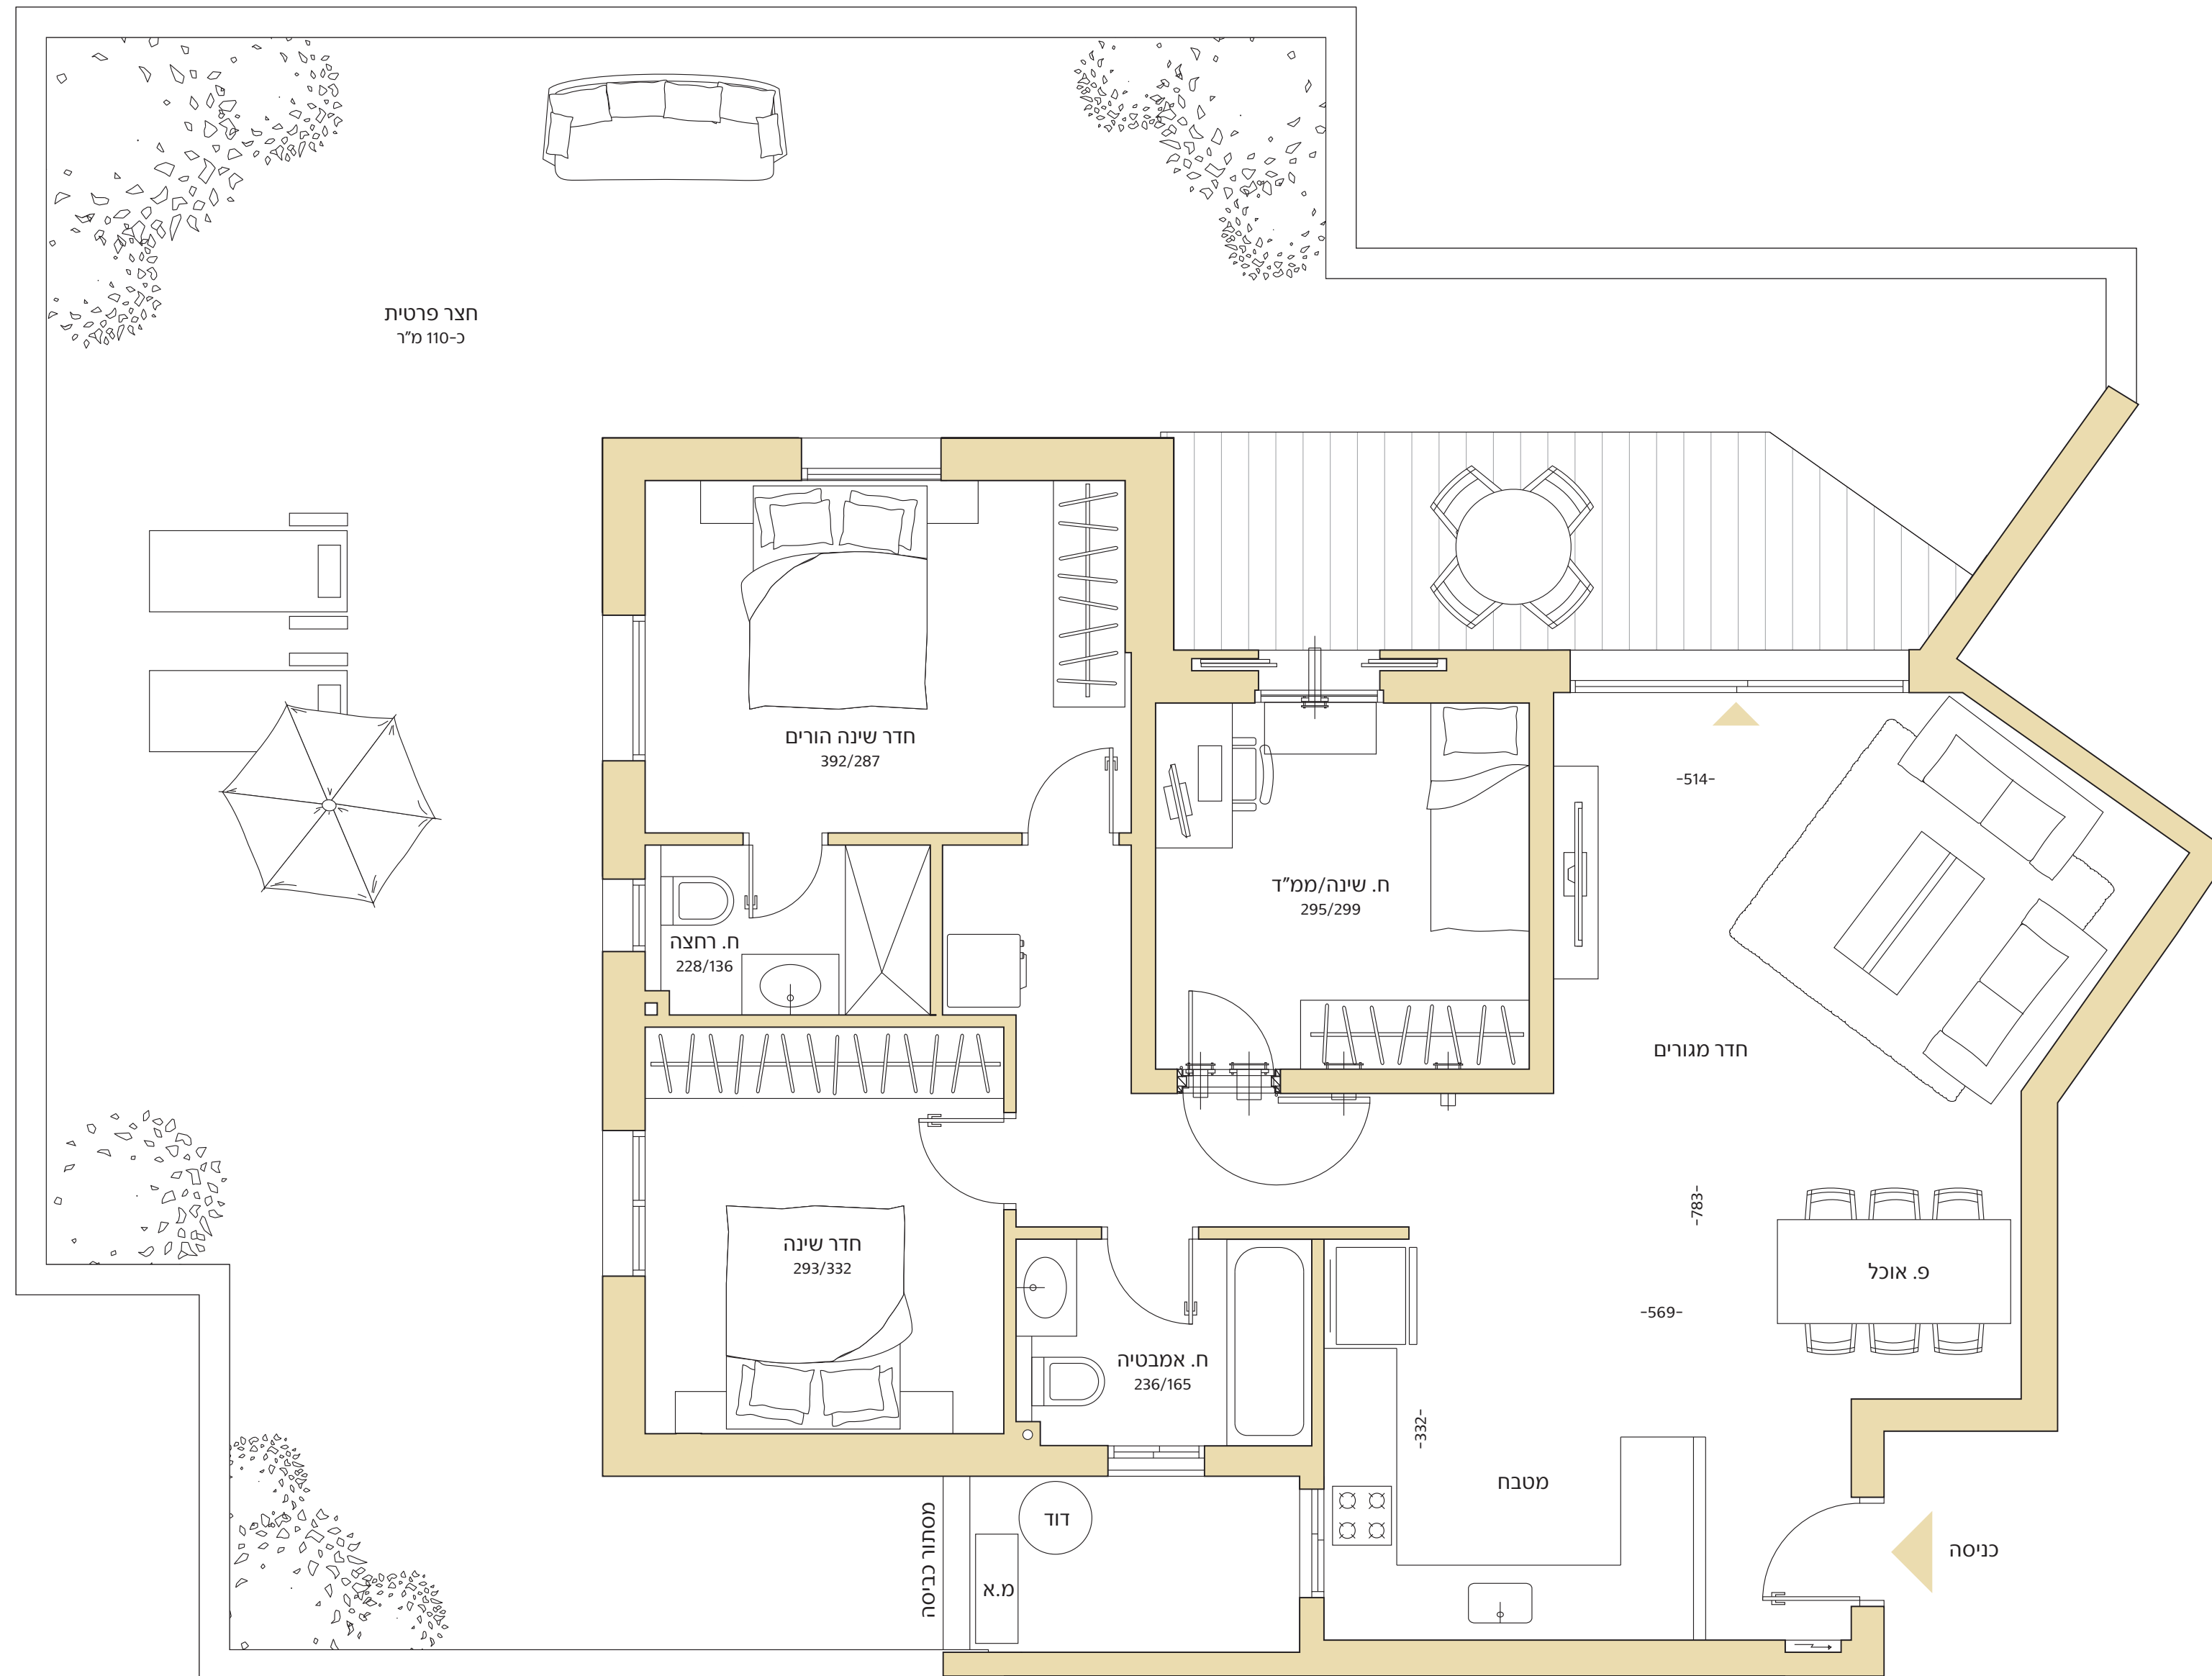 חצר פרטית
כ-110 מ"ר
חדר שינה הורים
392/287
-514-
ח. שינה/ממ"ד
295/299
ח. רחצה
228/136
חדר מגורים
-783-
חדר שינה
293/332
פ. אוכל
-569-
ח. אמבטיה
236/165
-332-
מטבח
כניסה
מסתור כביסה
דוד
מ.א